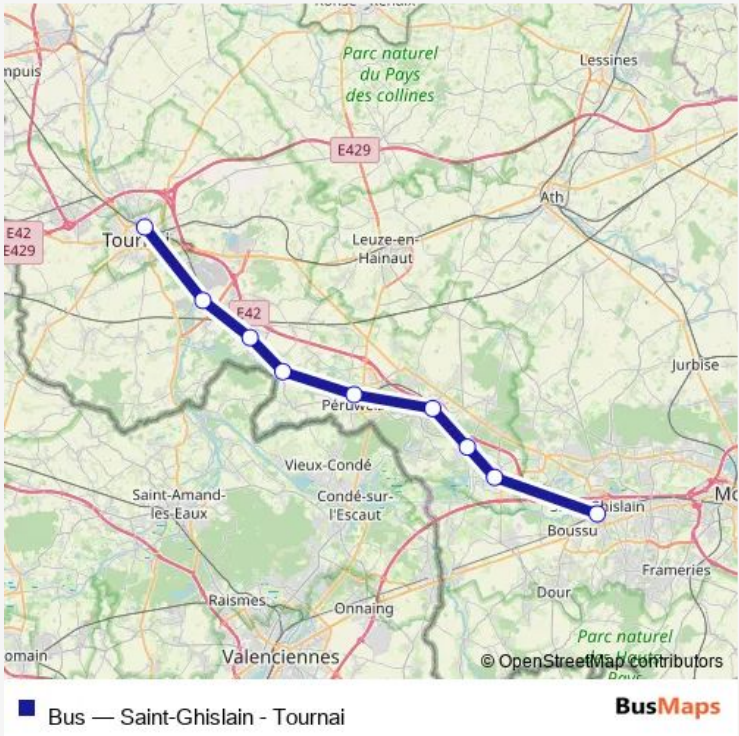 Parc naturel
du Pays
des collines
Lessines
E429
Ath
E42
E429
Leuze-en-
Hainaut
E42
Jurbise
Vieux-Condé
Saint-Amand-
les-Eaux
Condé-sur-
l'Escaut
Boussu
Frameries
Dour
Raismes
Onnaing
Parc naturel
Valenciennes
© OpenStreetMap contributors
Bus — Saint-Ghislain - Tournai
BusMaps